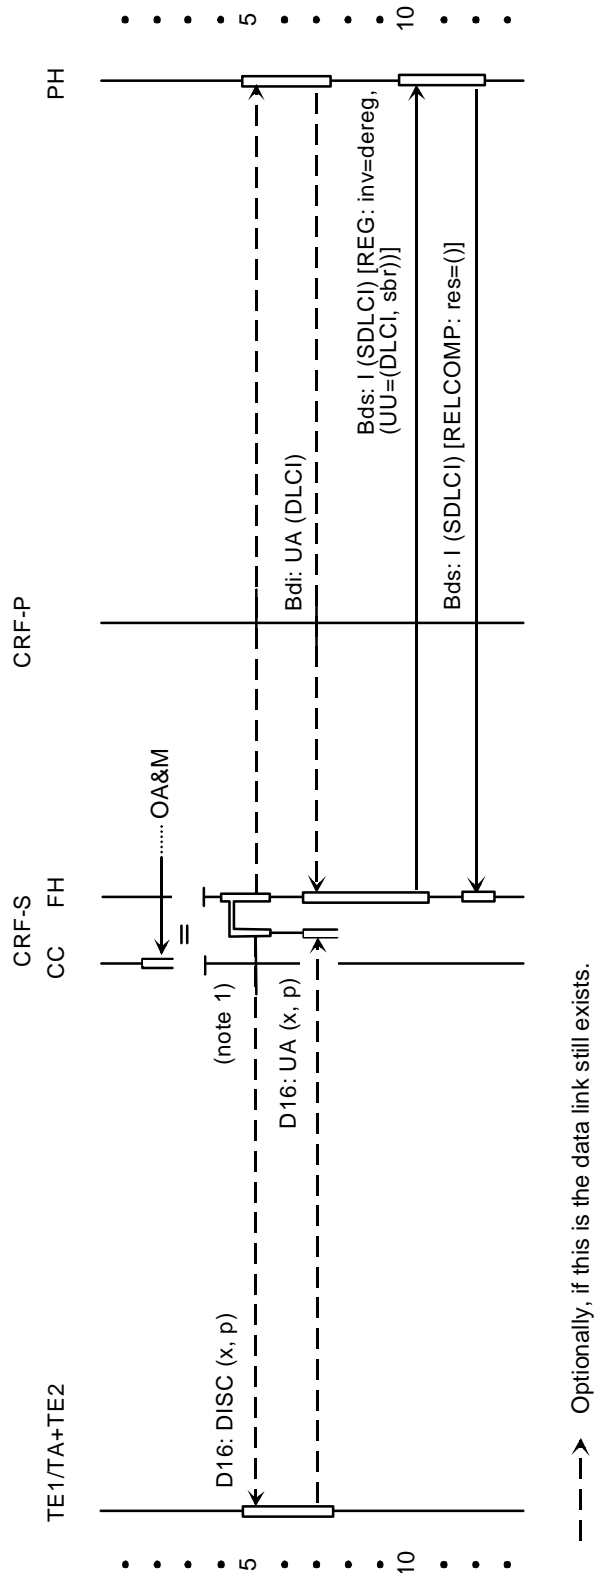 TE1/TA+TE2
CRF-S
CC
FH
CRF-P
PH
OA&M
=
(note 1)
5
5
D16: DISC (x, p)
D16: UA (x, p)
Bdi: UA (DLCI)
10
10
Bds: I (SDLCI) [REG: inv=dereg,
(UU=(DLCI, sbr))]
Bds: I (SDLCI) [RELCOMP: res=()]
Optionally, if this is the data link still exists.